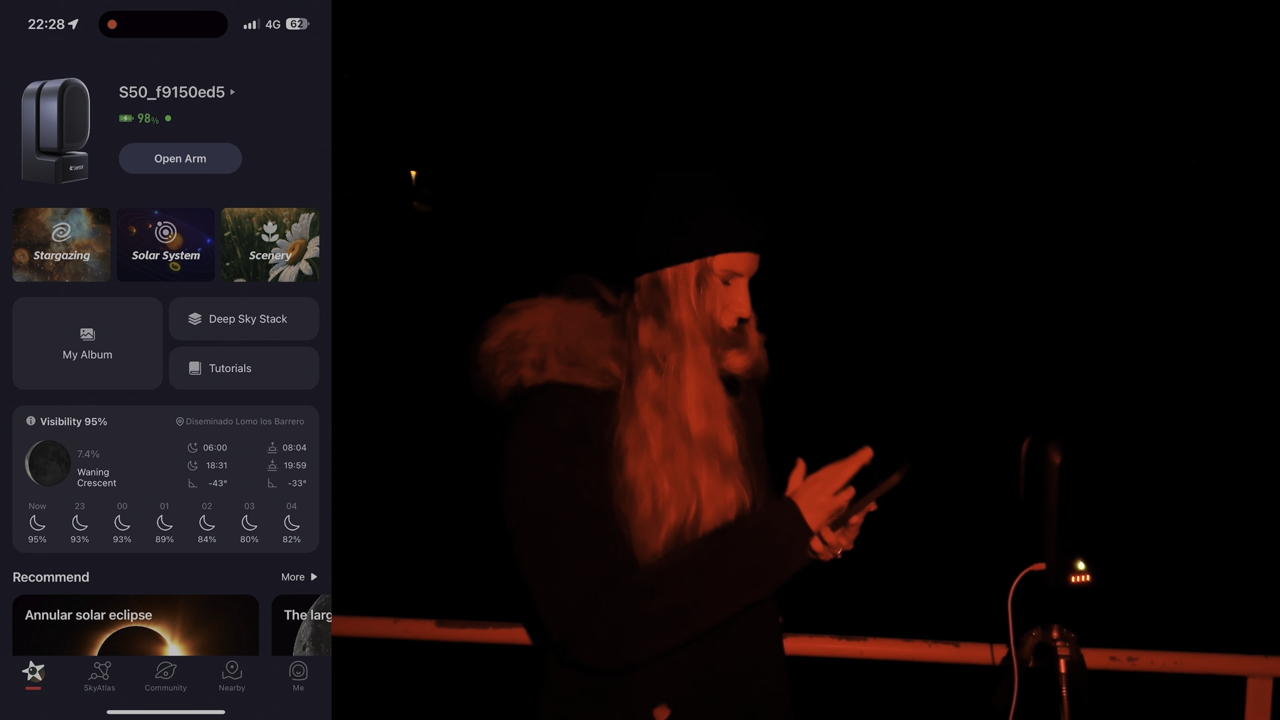 22:28
4G
62
S50_f9150ed5
98%
Open Arm
Stargazing
Solar System
Scenery
My Album
Deep Sky Stack
Tutorials
Visibility 95%
Diseminado Lomo los Barrero
7.4%
Waning
Crescent
06:00
08:04
18:31
19:59
-43°
-33°
Now 23 00 01 02 03 04
95% 93% 93% 89% 84% 80% 82%
Recommend
More
Annular solar eclipse
The larg
SkyAtlas
Community
Nearby
Me